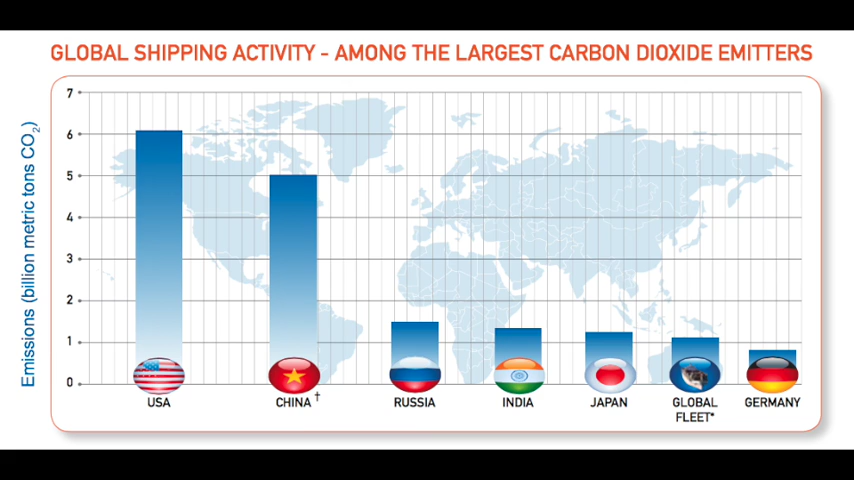 GLOBAL SHIPPING ACTIVITY - AMONG THE LARGEST CARBON DIOXIDE EMITTERS
Emissions (billion metric tons CO₂)
7
6
5
4
3
2
1
0
USA
CHINA †
RUSSIA
INDIA
JAPAN
GLOBAL
FLEET*
GERMANY